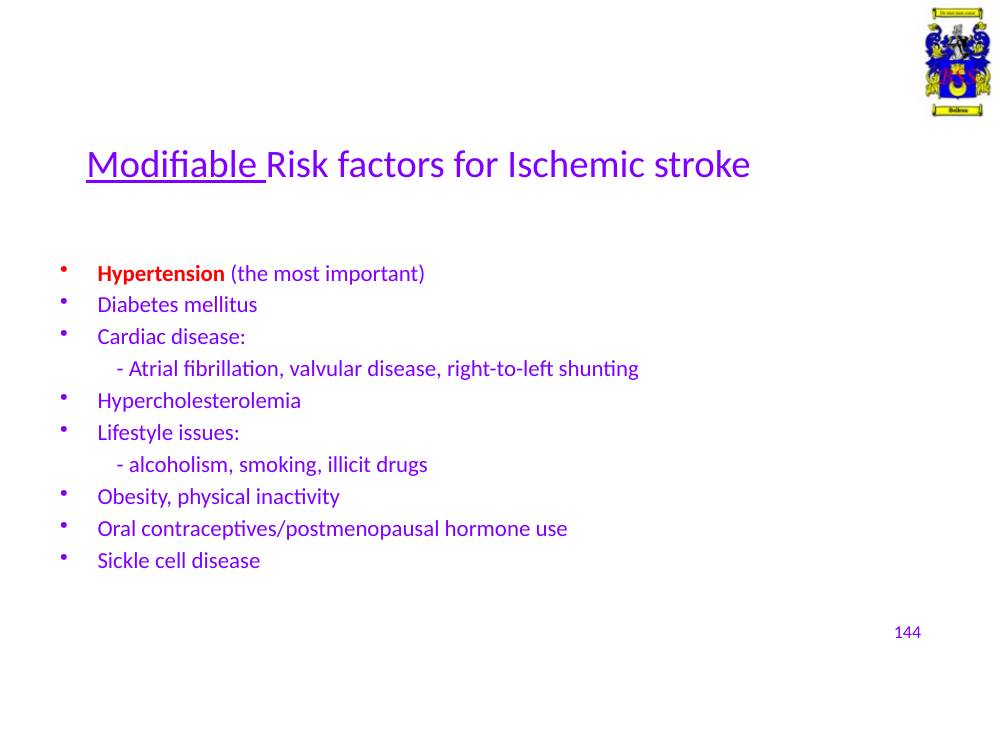 Modifiable Risk factors for Ischemic stroke
• Hypertension (the most important)
• Diabetes mellitus
• Cardiac disease:
- Atrial fibrillation, valvular disease, right-to-left shunting
• Hypercholesterolemia
• Lifestyle issues:
- alcoholism, smoking, illicit drugs
• Obesity, physical inactivity
• Oral contraceptives/postmenopausal hormone use
• Sickle cell disease
144